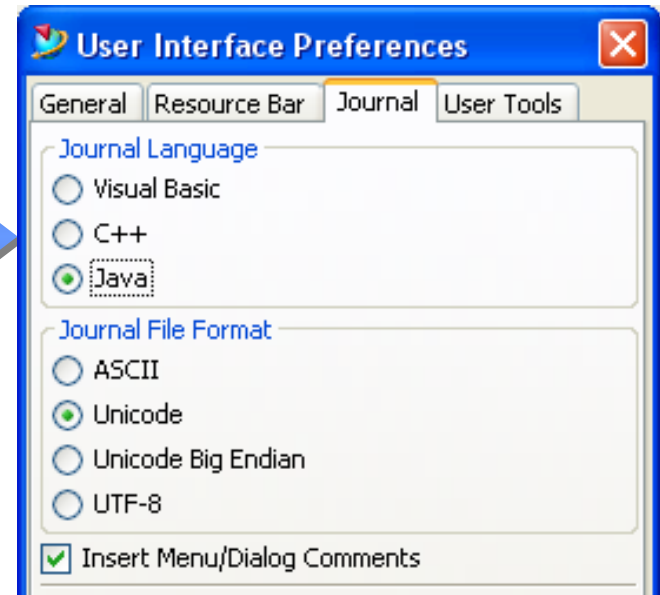 User Interface Preferences
General Resource Bar Journal User Tools
Journal Language
Visual Basic
C++
Java
Journal File Format
ASCII
Unicode
Unicode Big Endian
UTF-8
Insert Menu/Dialog Comments